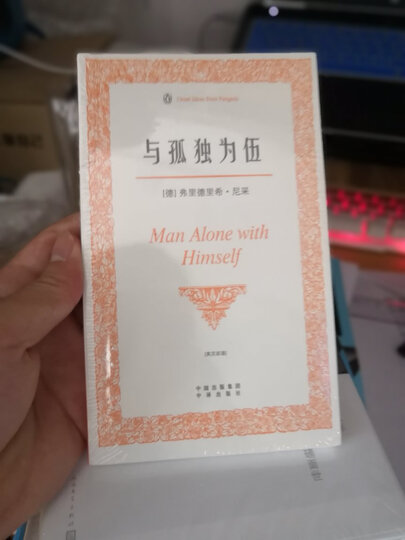 Great Ideas from Penguin
与孤独为伍
[德] 弗里德里希·尼采
Man Alone with
Himself
[英汉双语]
中国出版集团
中译出版社